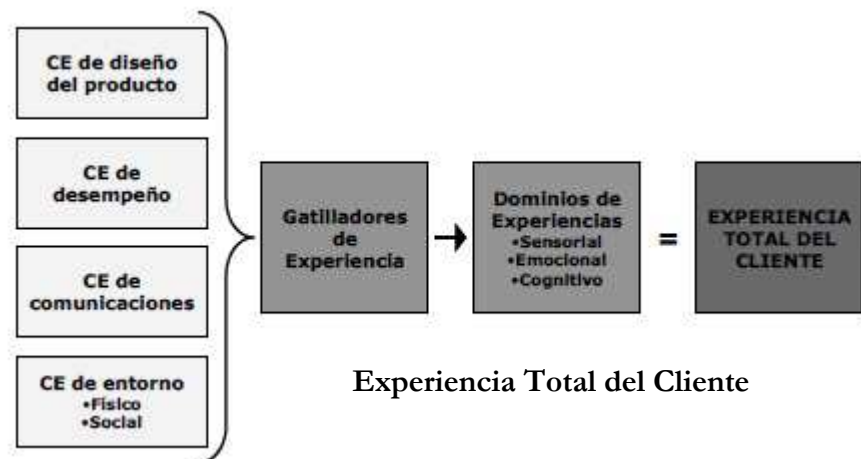 CE de diseño
del producto
CE de
desempeño
CE de
comunicaciones
CE de entorno
•Físico
•Social
Gatilladores
de
Experiencia
Dominios de
Experiencias
•Sensorial
•Emocional
•Cognitivo
=
EXPERIENCIA
TOTAL DEL
CLIENTE
Experiencia Total del Cliente